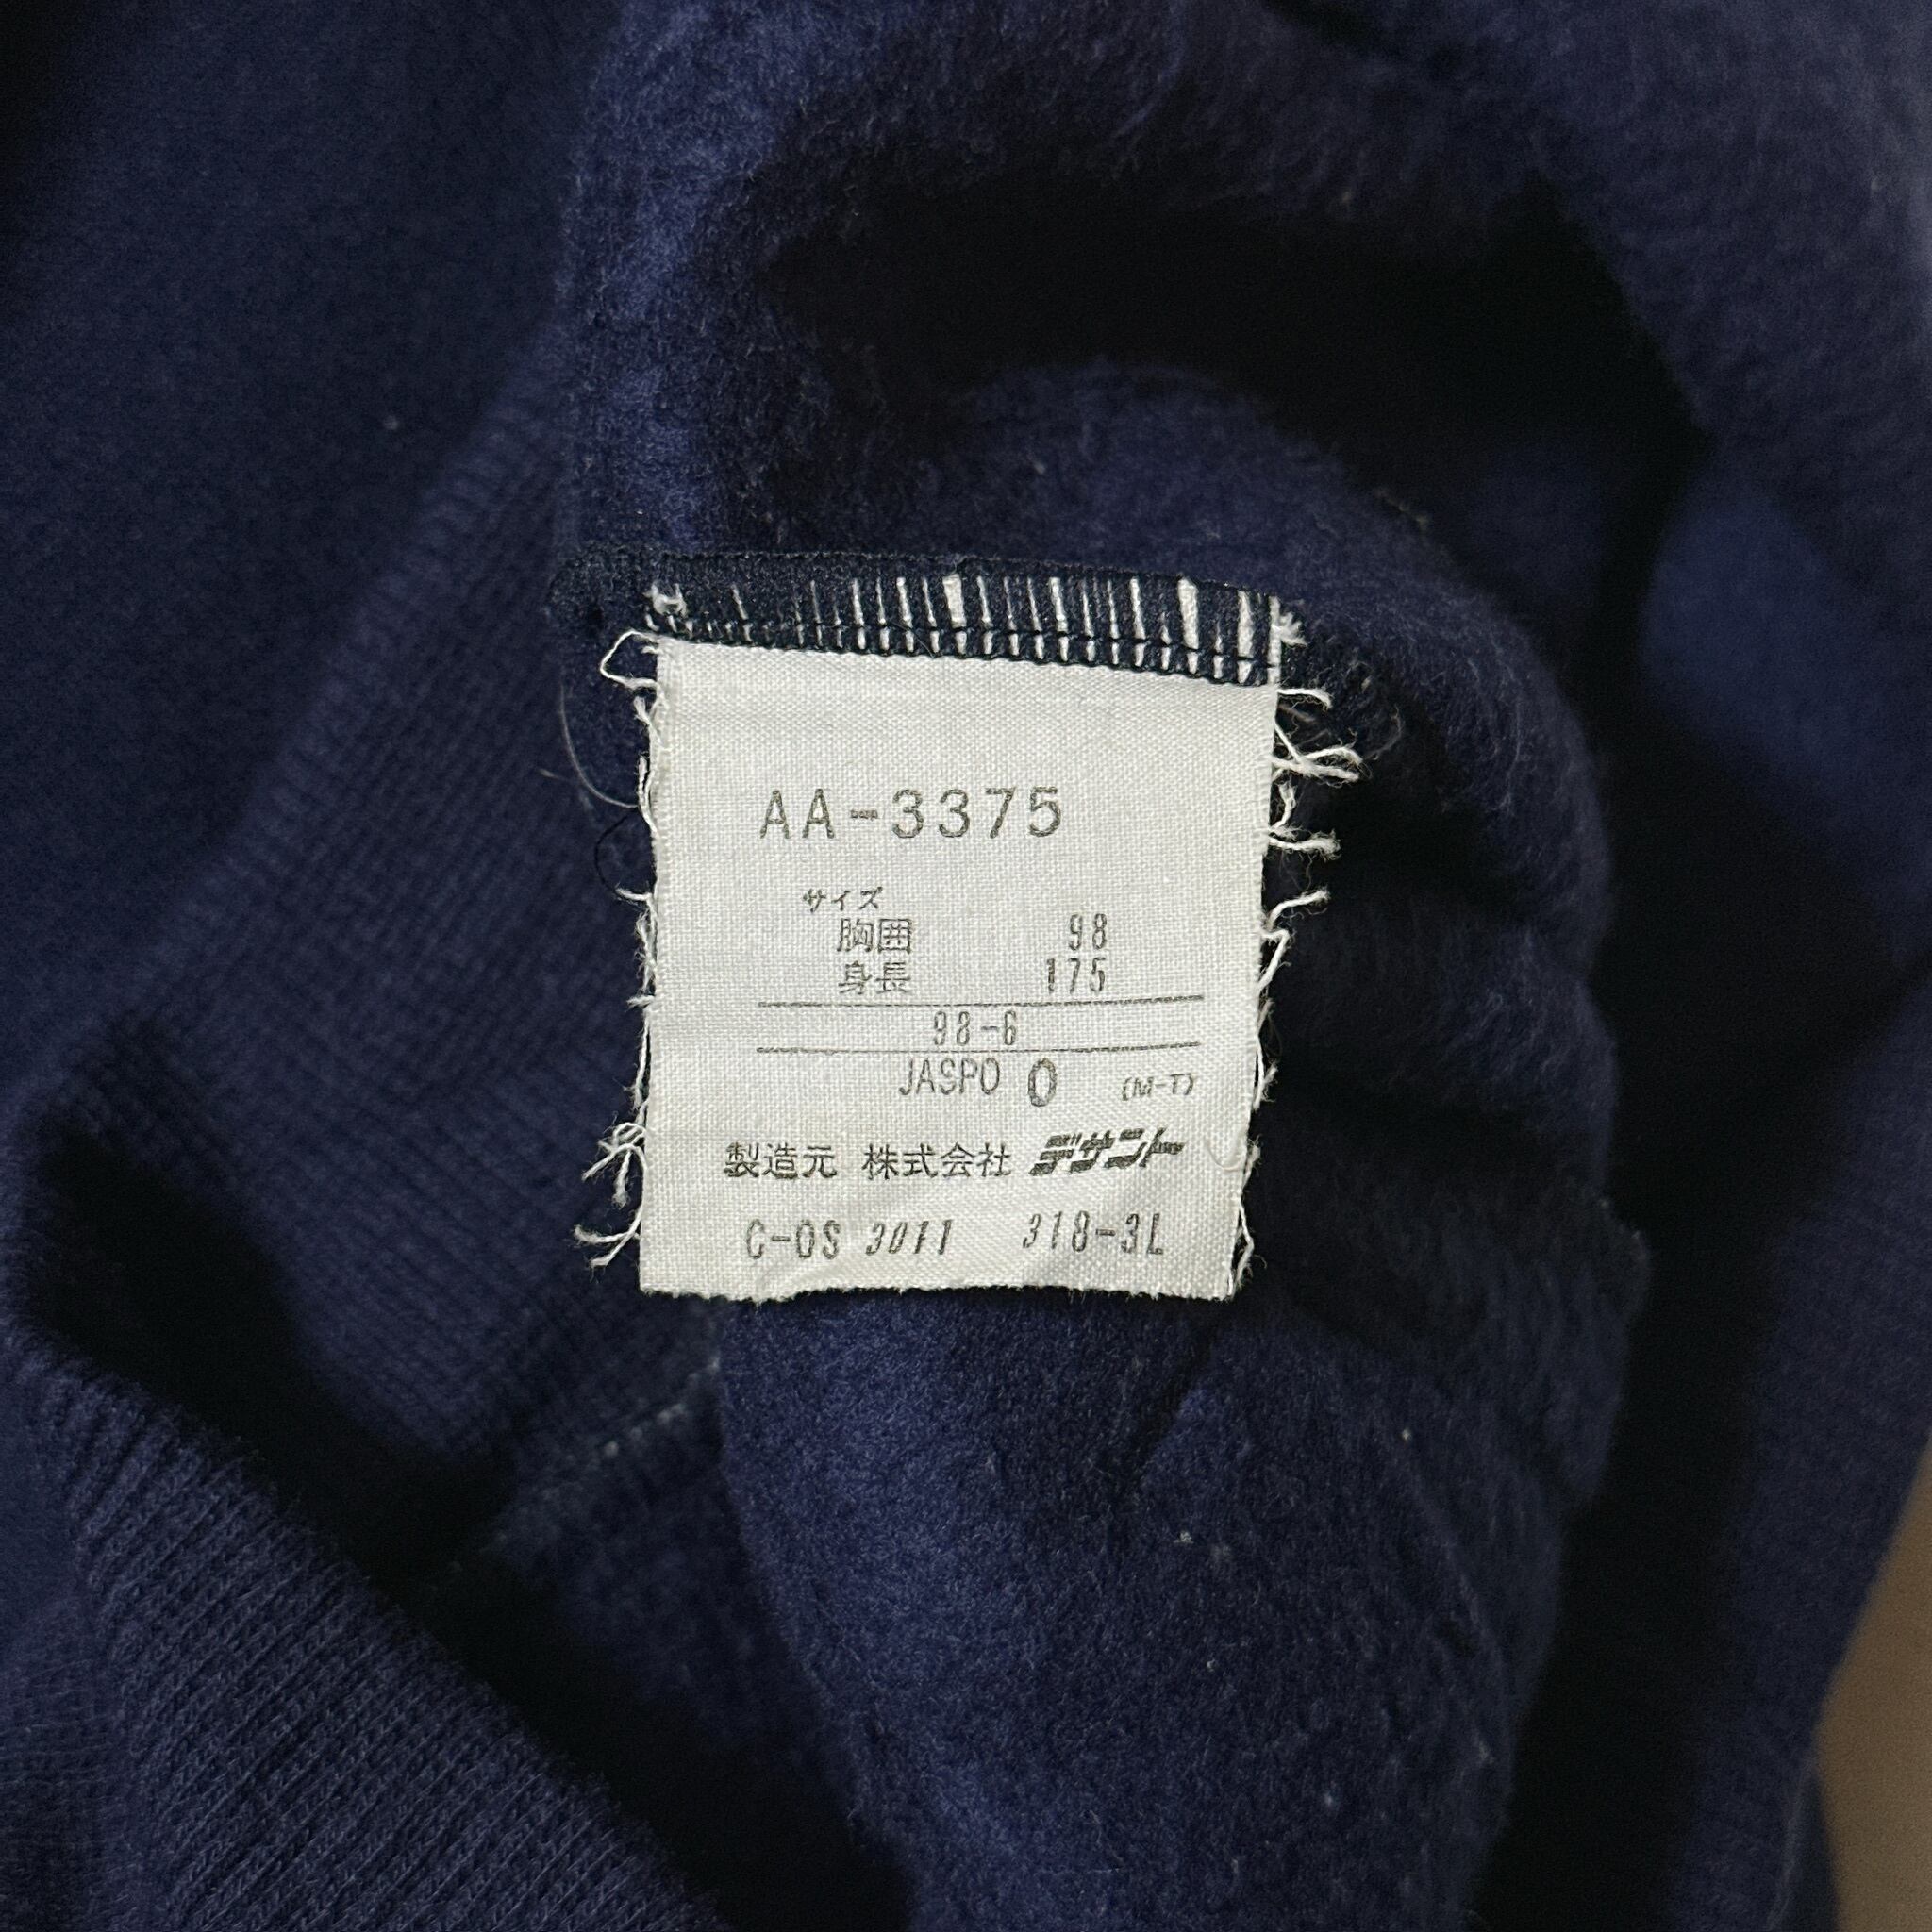 AA-3375
サイズ
胸囲 98
身長 175
98-6
JASPO O (M-T)
製造元 株式会社 デサント
C-OS 3011 318-3L